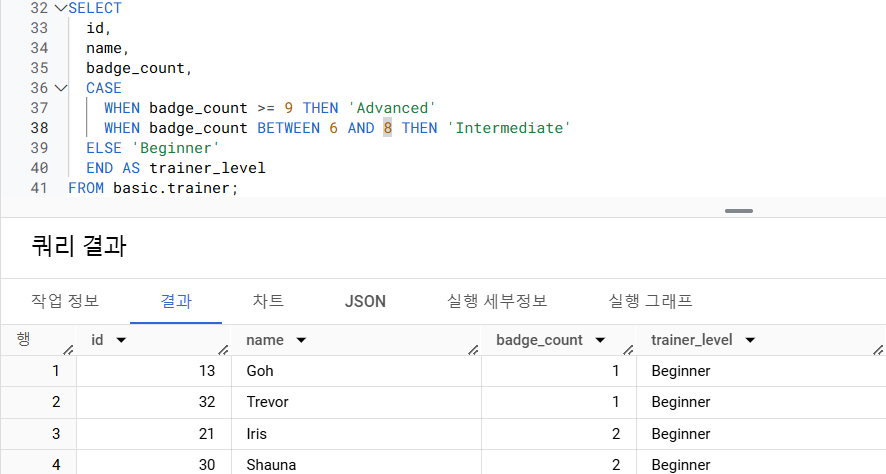 32 SELECT
33 id,
34 name,
35 badge_count,
36 CASE
37 WHEN badge_count >= 9 THEN 'Advanced'
38 WHEN badge_count BETWEEN 6 AND 8 THEN 'Intermediate'
39 ELSE 'Beginner'
40 END AS trainer_level
41 FROM basic.trainer;
쿼리 결과
작업 정보 결과 차트 JSON 실행 세부정보 실행 그래프
행 id name badge_count trainer_level
1 13 Goh 1 Beginner
2 32 Trevor 1 Beginner
3 21 Iris 2 Beginner
4 30 Shauna 2 Beginner